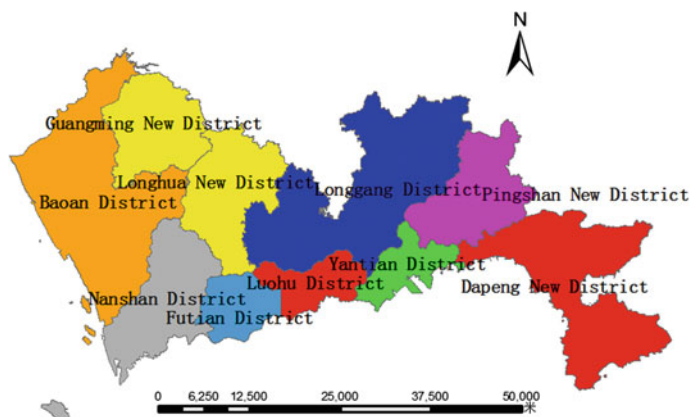 N
Guangming New District
Longhua New District
Longgang District
Pingshan New District
Baoan District
Yantian District
Luohu District
Nanshan District
Dapeng New District
Futian District
0 6,250 12,500 25,000 37,500 50,000
米